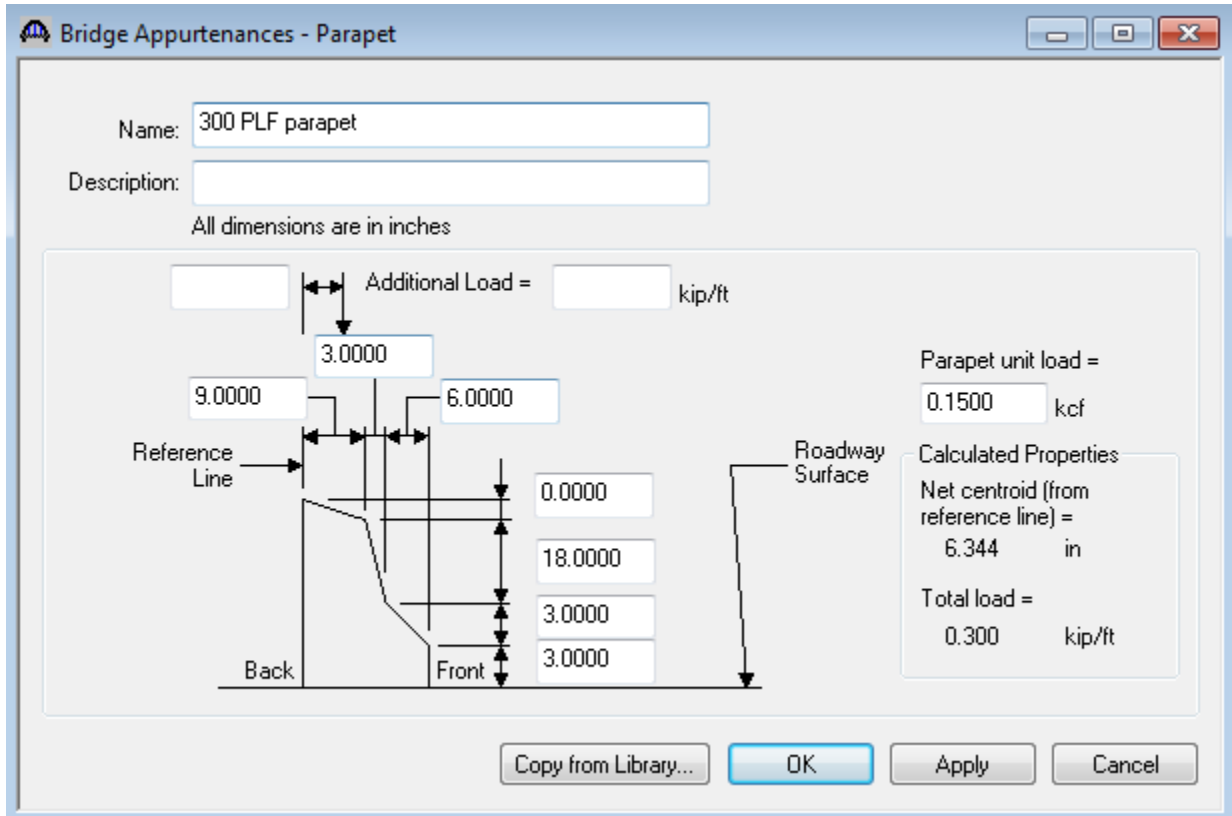 Bridge Appurtenances - Parapet
Name: 300 PLF parapet
Description:
All dimensions are in inches
Additional Load = kip/ft
3.0000
9.0000
6.0000
Reference
Line
0.0000
18.0000
3.0000
3.0000
Back
Front
Roadway
Surface
Parapet unit load =
0.1500 kcf
Calculated Properties
Net centroid (from
reference line) =
6.344 in
Total load =
0.300 kip/ft
Copy from Library...
OK
Apply
Cancel